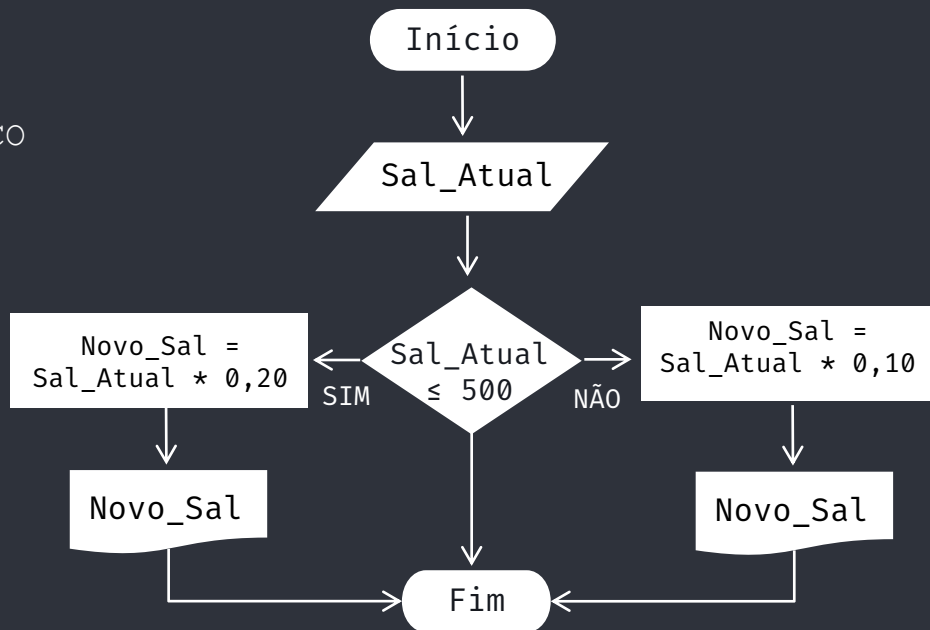 Início
Sal_Atual
Sal_Atual
≤ 500
SIM
NÃO
Novo_Sal =
Sal_Atual * 0,20
Novo_Sal =
Sal_Atual * 0,10
Novo_Sal
Novo_Sal
Fim